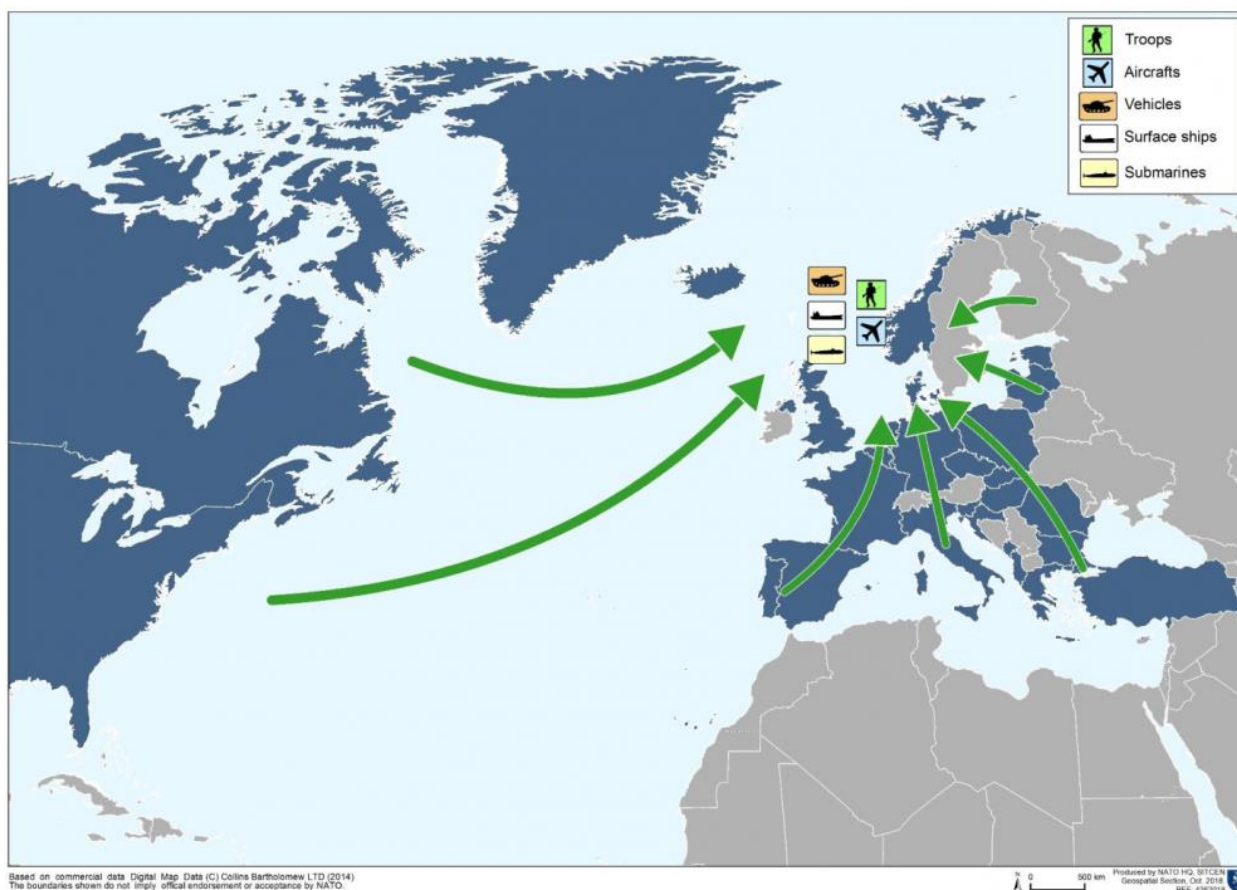 Troops
Aircrafts
Vehicles
Surface ships
Submarines
Based on commercial data Digital Map Data (C) Collins Bartholomew LTD (2014)
The boundaries shown do not imply offical endorsement or acceptance by NATO.
N
0 500 km
Produced by NATO HQ, SITCEN
Geospatial Section, Oct. 2018.